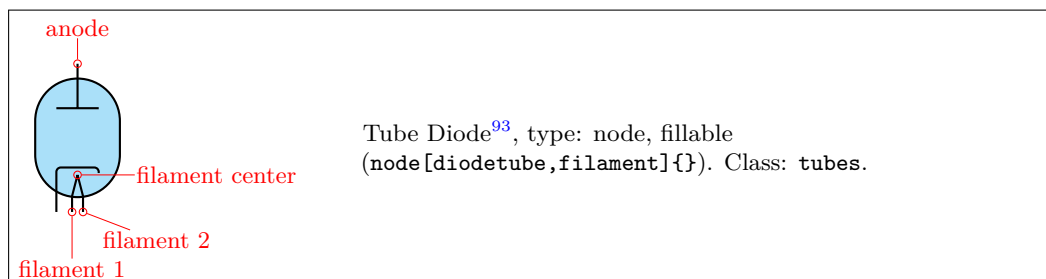 anode
Tube Diode93, type: node, fillable
(node[diodetube,filament]{}). Class: tubes.
filament center
filament 2
filament 1